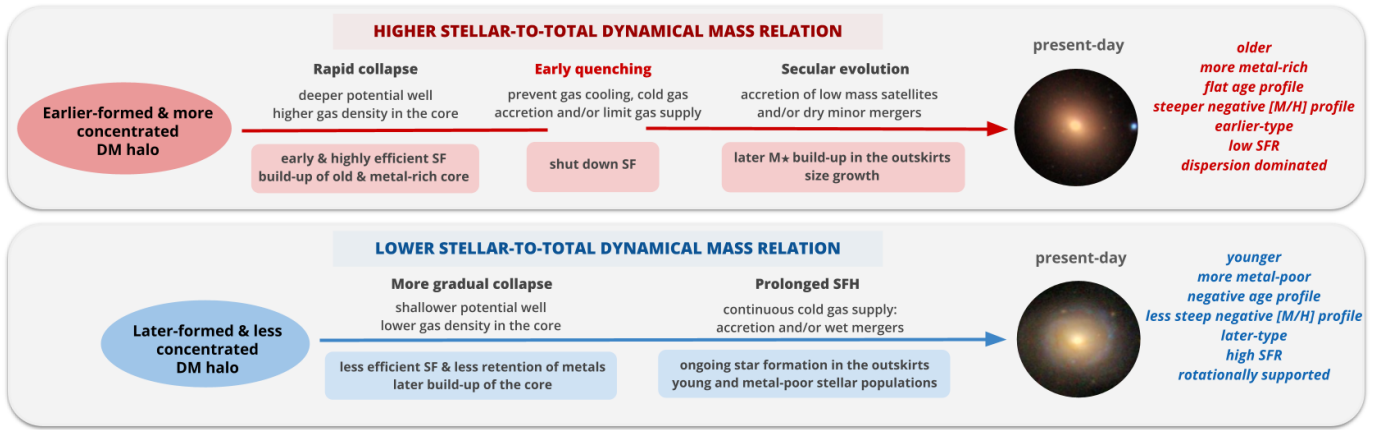 HIGHER STELLAR-TO-TOTAL DYNAMICAL MASS RELATION
Earlier-formed & more
concentrated
DM halo
Rapid collapse
deeper potential well
higher gas density in the core
early & highly efficient SF
build-up of old & metal-rich core
Early quenching
prevent gas cooling, cold gas
accretion and/or limit gas supply
shut down SF
Secular evolution
accretion of low mass satellites
and/or dry minor mergers
later M★ build-up in the outskirts
size growth
present-day
older
more metal-rich
flat age profile
steeper negative [M/H] profile
earlier-type
low SFR
dispersion dominated
LOWER STELLAR-TO-TOTAL DYNAMICAL MASS RELATION
Later-formed & less
concentrated
DM halo
More gradual collapse
shallower potential well
lower gas density in the core
less efficient SF & less retention of metals
later build-up of the core
Prolonged SFH
continuous cold gas supply:
accretion and/or wet mergers
ongoing star formation in the outskirts
young and metal-poor stellar populations
present-day
younger
more metal-poor
negative age profile
less steep negative [M/H] profile
later-type
high SFR
rotationally supported